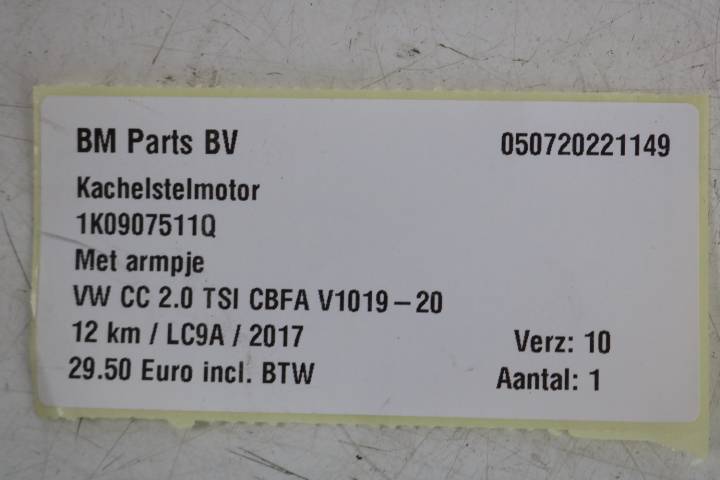 BM Parts BV 050720221149
Kachelstelmotor
1K0907511Q
Met armpje
VW CC 2.0 TSI CBFA V1019-20
12 km / LC9A / 2017 Verz: 10
29.50 Euro incl. BTW Aantal: 1